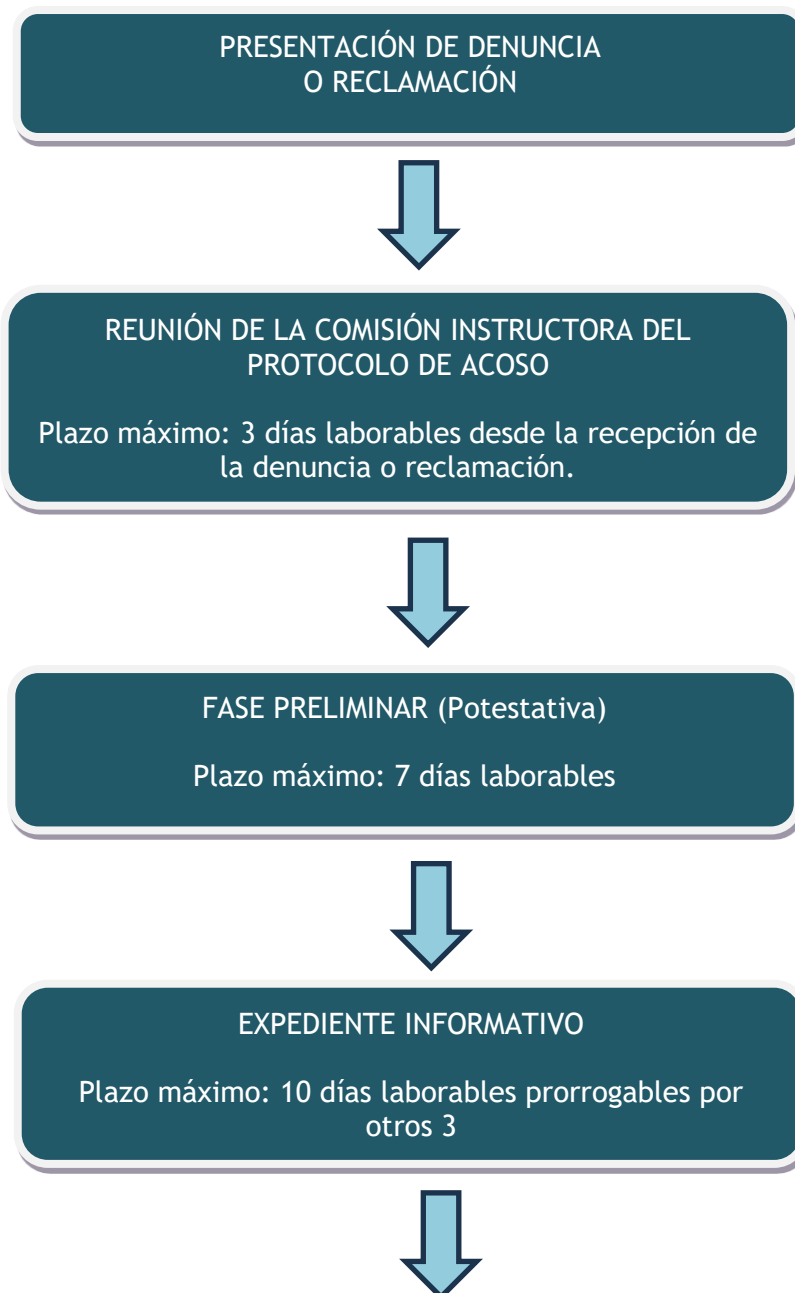 PRESENTACIÓN DE DENUNCIA
O RECLAMACIÓN
REUNIÓN DE LA COMISIÓN INSTRUCTORA DEL
PROTOCOLO DE ACOSO
Plazo máximo: 3 días laborables desde la recepción de
la denuncia o reclamación.
FASE PRELIMINAR (Potestativa)
Plazo máximo: 7 días laborables
EXPEDIENTE INFORMATIVO
Plazo máximo: 10 días laborables prorrogables por
otros 3